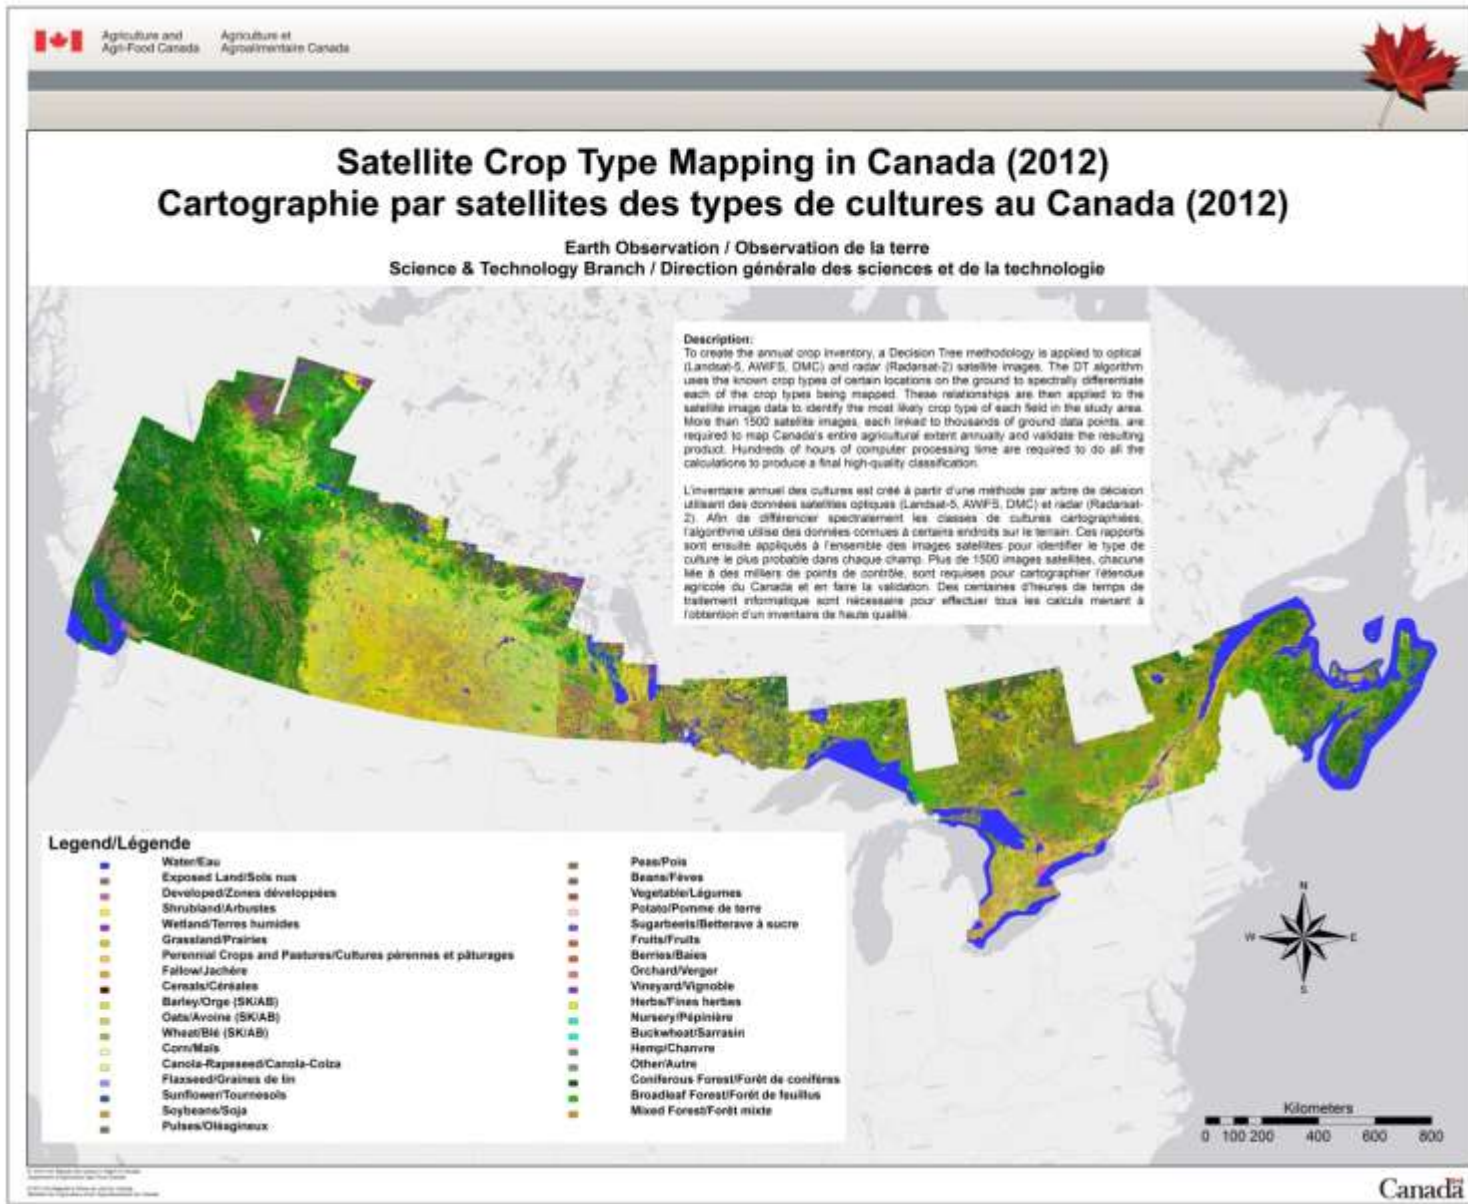 Agriculture and Agriculture et
Agri-Food Canada Agroalimentaire Canada
Satellite Crop Type Mapping in Canada (2012)
Cartographie par satellites des types de cultures au Canada (2012)
Earth Observation / Observation de la terre
Science & Technology Branch / Direction générale des sciences et de la technologie
Description:
To create the annual crop inventory, a Decision Tree methodology is applied to optical
(Landsat-5, AWiFS, DMC) and radar (Radarsat-2) satellite images. The DT algorithm
uses the known crop types of certain locations on the ground to spectrally differentiate
each of the crop types being mapped. These relationships are then applied to the
satellite image data to identify the most likely crop type of each field in the study area.
More than 1500 satellite images, each linked to thousands of ground data points, are
required to map Canada's entire agricultural extent annually and validate the resulting
product. Hundreds of hours of computer processing time are required to do all the
calculations to produce a final high-quality classification.
L'inventaire annuel des cultures est créé à partir d'une méthode par arbre de décision
utilisant des données satellites optiques (Landsat-5, AWiFS, DMC) et radar (Radarsat-
2). Afin de différencier spectralement les classes de cultures cartographiées,
l'algorithme utilise des données connues à certains endroits sur le terrain. Ces rapports
sont ensuite appliqués à l'ensemble des images satellites pour identifier le type de
culture le plus probable dans chaque champ. Plus de 1500 images satellites, chacune
liée à des milliers de points de contrôle, sont requises pour cartographier l'étendue
agricole du Canada et en faire la validation. Des centaines d'heures de temps de
traitement informatique sont nécessaire pour effectuer tous les calculs menant à
l'obtention d'un inventaire de haute qualité.
Legend/Légende
Water/Eau
Exposed Land/Sols nus
Developed/Zones développées
Shrubland/Arbustes
Wetland/Terres humides
Grassland/Prairies
Perennial Crops and Pastures/Cultures pérennes et pâturages
Fallow/Jachère
Cereals/Céréales
Barley/Orge (SK/AB)
Oats/Avoine (SK/AB)
Wheat/Blé (SK/AB)
Corn/Maïs
Canola-Rapeseed/Canola-Colza
Flaxseed/Graines de lin
Sunflower/Tournesols
Soybeans/Soja
Pulses/Oléagineux
Peas/Pois
Beans/Fèves
Vegetable/Légumes
Potato/Pomme de terre
Sugarbeets/Betterave à sucre
Fruits/Fruits
Berries/Baies
Orchard/Verger
Vineyard/Vignoble
Herbs/Fines herbes
Nursery/Pépinière
Buckwheat/Sarrasin
Hemp/Chanvre
Other/Autre
Coniferous Forest/Forêt de conifères
Broadleaf Forest/Forêt de feuillus
Mixed Forest/Forêt mixte
N
W E
S
Kilometers
0 100 200 400 600 800
Canada